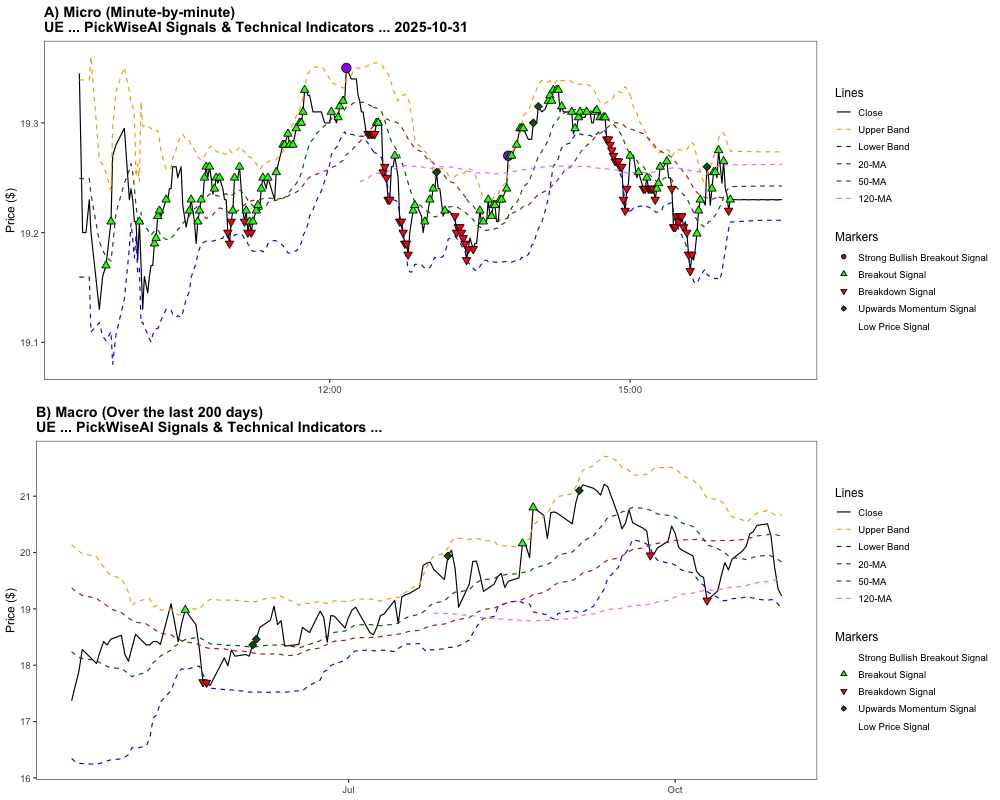 A) Micro (Minute-by-minute)
UE ... PickWiseAI Signals & Technical Indicators ... 2025-10-31
Price ($)
19.3
19.2
19.1
12:00
15:00
Lines
Close
Upper Band
Lower Band
20-MA
50-MA
120-MA
Markers
Strong Bullish Breakout Signal
Breakout Signal
Breakdown Signal
Upwards Momentum Signal
Low Price Signal
B) Macro (Over the last 200 days)
UE ... PickWiseAI Signals & Technical Indicators ...
Price ($)
21
20
19
18
17
16
Jul
Oct
Lines
Close
Upper Band
Lower Band
20-MA
50-MA
120-MA
Markers
Strong Bullish Breakout Signal
Breakout Signal
Breakdown Signal
Upwards Momentum Signal
Low Price Signal